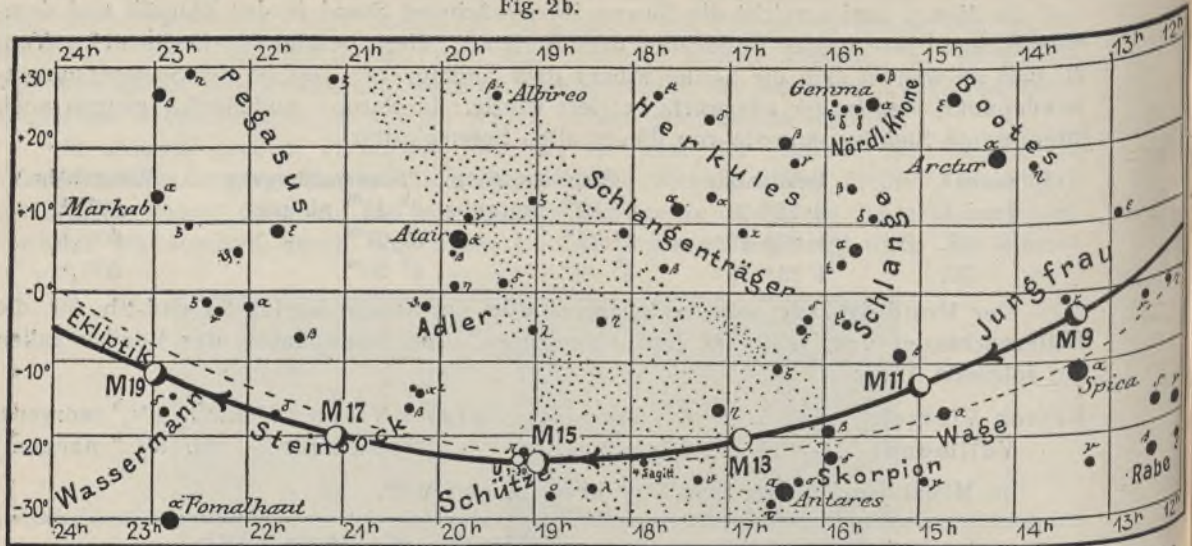 Fig. 2b.
24h 23h 22h 21h 20h 19h 18h 17h 16h 15h 14h 13h 12h
+30°
+20°
+10°
-0°
-10°
-20°
-30°
Pegasus
Albireo
Herkules
Gemma
Nördl. Krone
Bootes
Arctur
Markab
Atair
Schlangenträger
Schlange
Adler
Jungfrau
Ekliptik
M19
M17
M15
M13
M11
M9
Spica
Wassermann
Steinbock
Schütze
4 Sagitt.
Skorpion
Wage
Rabe
α Fomalhaut
Antares
24h 23h 22h 21h 20h 19h 18h 17h 16h 15h 14h 13h 12h